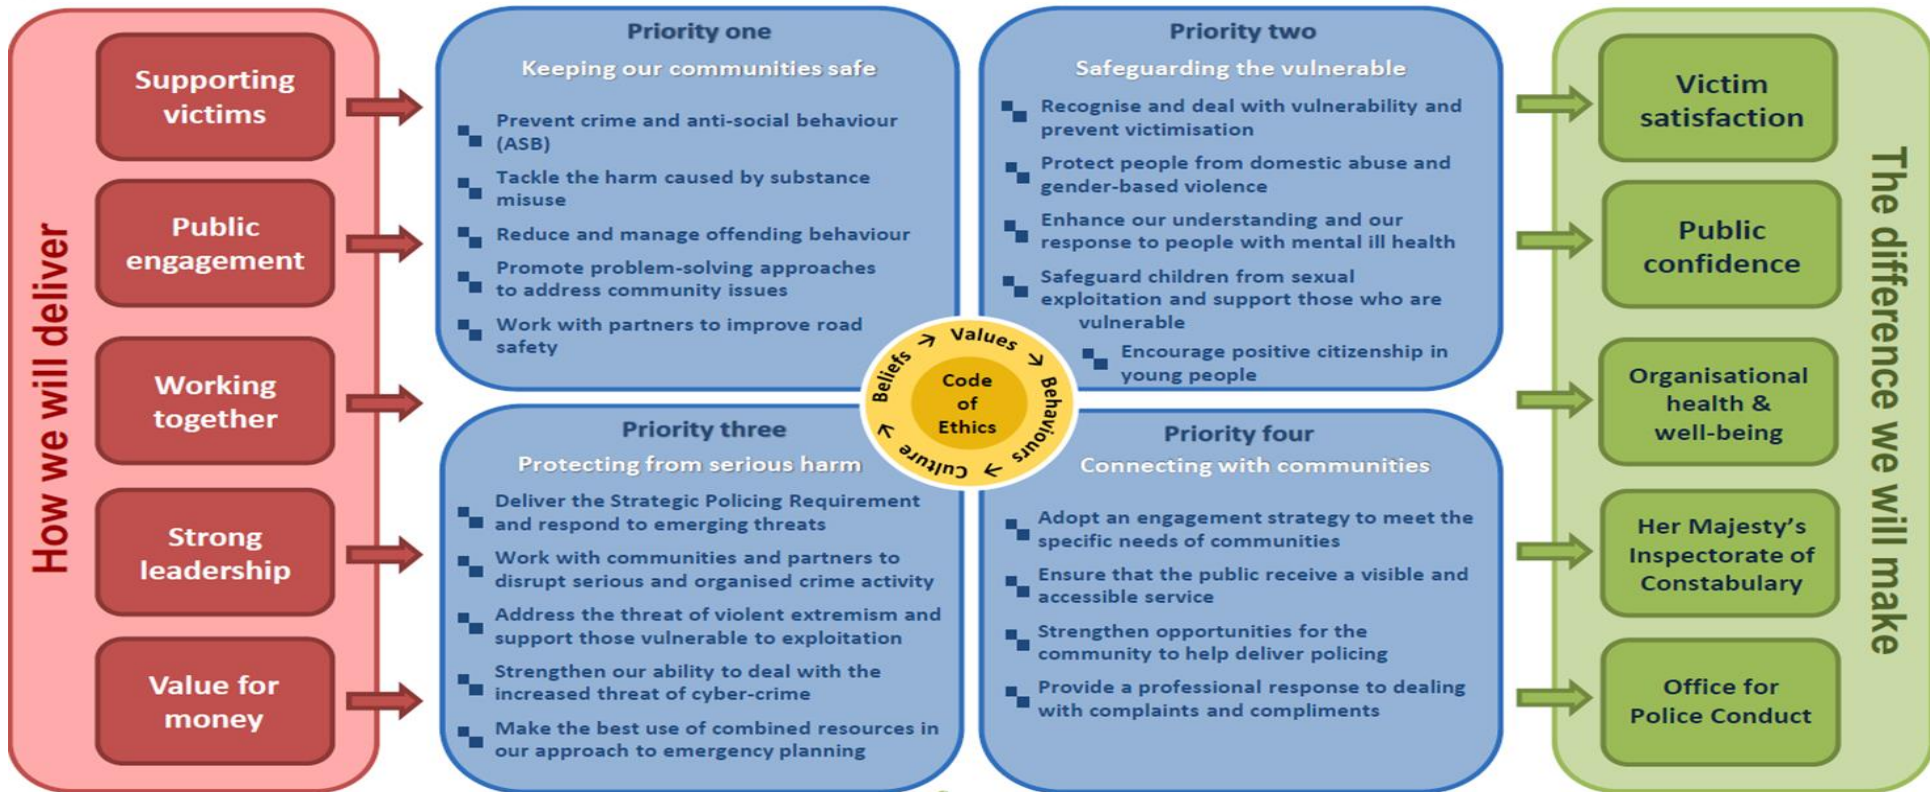 How we will deliver
Supporting
victims
Public
engagement
Working
together
Strong
leadership
Value for
money
Priority one
Keeping our communities safe
Prevent crime and anti-social behaviour
(ASB)
Tackle the harm caused by substance
misuse
Reduce and manage offending behaviour
Promote problem-solving approaches
to address community issues
Work with partners to improve road
safety
Priority two
Safeguarding the vulnerable
Recognise and deal with vulnerability and
prevent victimisation
Protect people from domestic abuse and
gender-based violence
Enhance our understanding and our
response to people with mental ill health
Safeguard children from sexual
exploitation and support those who are
vulnerable
Encourage positive citizenship in
young people
Beliefs → Values → Behaviours → Culture →
Code
of
Ethics
Priority three
Protecting from serious harm
Deliver the Strategic Policing Requirement
and respond to emerging threats
Work with communities and partners to
disrupt serious and organised crime activity
Address the threat of violent extremism and
support those vulnerable to exploitation
Strengthen our ability to deal with the
increased threat of cyber-crime
Make the best use of combined resources in
our approach to emergency planning
Priority four
Connecting with communities
Adopt an engagement strategy to meet the
specific needs of communities
Ensure that the public receive a visible and
accessible service
Strengthen opportunities for the
community to help deliver policing
Provide a professional response to dealing
with complaints and compliments
Victim
satisfaction
Public
confidence
Organisational
health &
well-being
Her Majesty's
Inspectorate of
Constabulary
Office for
Police Conduct
The difference we will make